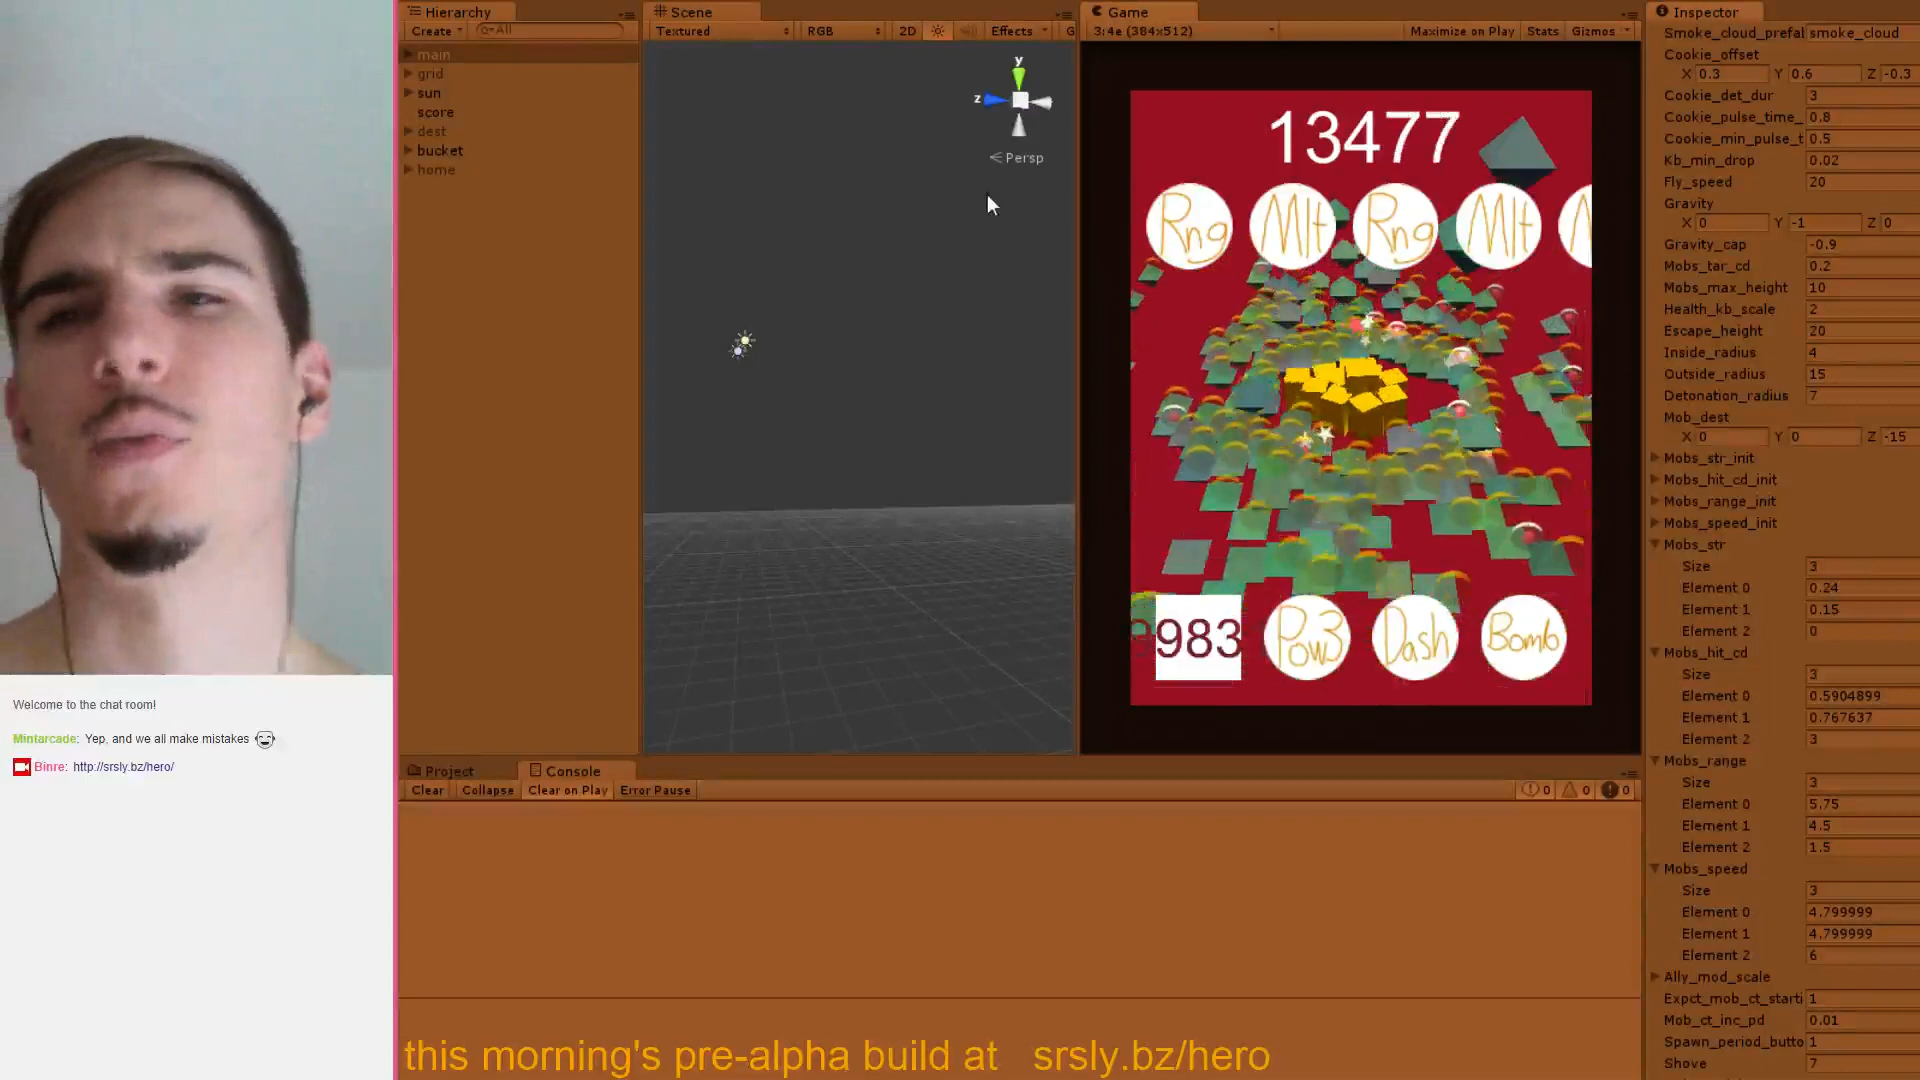 Hierarchy
Create
All
main
grid
sun
score
dest
bucket
home
Scene
Textured
RGB
2D
Effects
G
y
z
Persp
Game
3:4e (384x512)
Maximize on Play
Stats
Gizmos
13477
Rng
Mlt
Rng
Mlt
983
Pow3
Dash
Bomb
Inspector
Smoke_cloud_prefal smoke_cloud
Cookie_offset
X 0.3 Y 0.6 Z -0.3
Cookie_det_dur 3
Cookie_pulse_time_ 0.8
Cookie_min_pulse_t 0.5
Kb_min_drop 0.02
Fly_speed 20
Gravity
X 0 Y -1 Z 0
Gravity_cap -0.9
Mobs_tar_cd 0.2
Mobs_max_height 10
Health_kb_scale 2
Escape_height 20
Inside_radius 4
Outside_radius 15
Detonation_radius 7
Mob_dest
X 0 Y 0 Z -15
Mobs_str_init
Mobs_hit_cd_init
Mobs_range_init
Mobs_speed_init
Mobs_str
Size 3
Element 0 0.24
Element 1 0.15
Element 2 0
Mobs_hit_cd
Size 3
Element 0 0.5904899
Element 1 0.767637
Element 2 3
Mobs_range
Size 3
Element 0 5.75
Element 1 4.5
Element 2 1.5
Mobs_speed
Size 3
Element 0 4.799999
Element 1 4.799999
Element 2 6
Ally_mod_scale
Expct_mob_ct_starti 1
Mob_ct_inc_pd 0.01
Spawn_period_butto 1
Shove 7
Welcome to the chat room!
Mintarcade: Yep, and we all make mistakes
Binre: http://srsly.bz/hero/
Project
Console
Clear
Collapse
Clear on Play
Error Pause
0
0
0
this morning's pre-alpha build at srsly.bz/hero